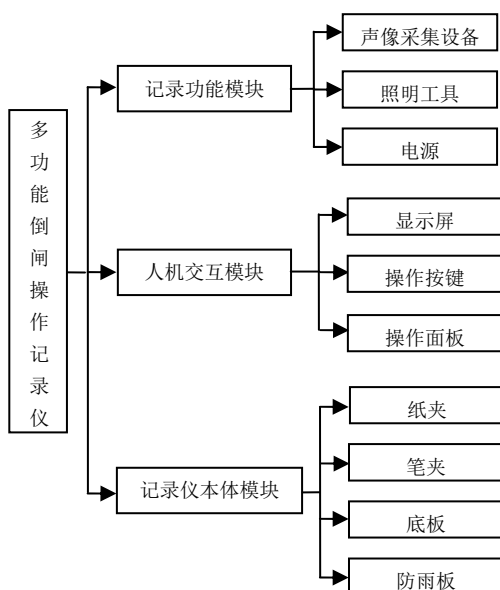 多功能倒闸操作记录仪
记录功能模块
声像采集设备
照明工具
电源
人机交互模块
显示屏
操作按键
操作面板
记录仪本体模块
纸夹
笔夹
底板
防雨板